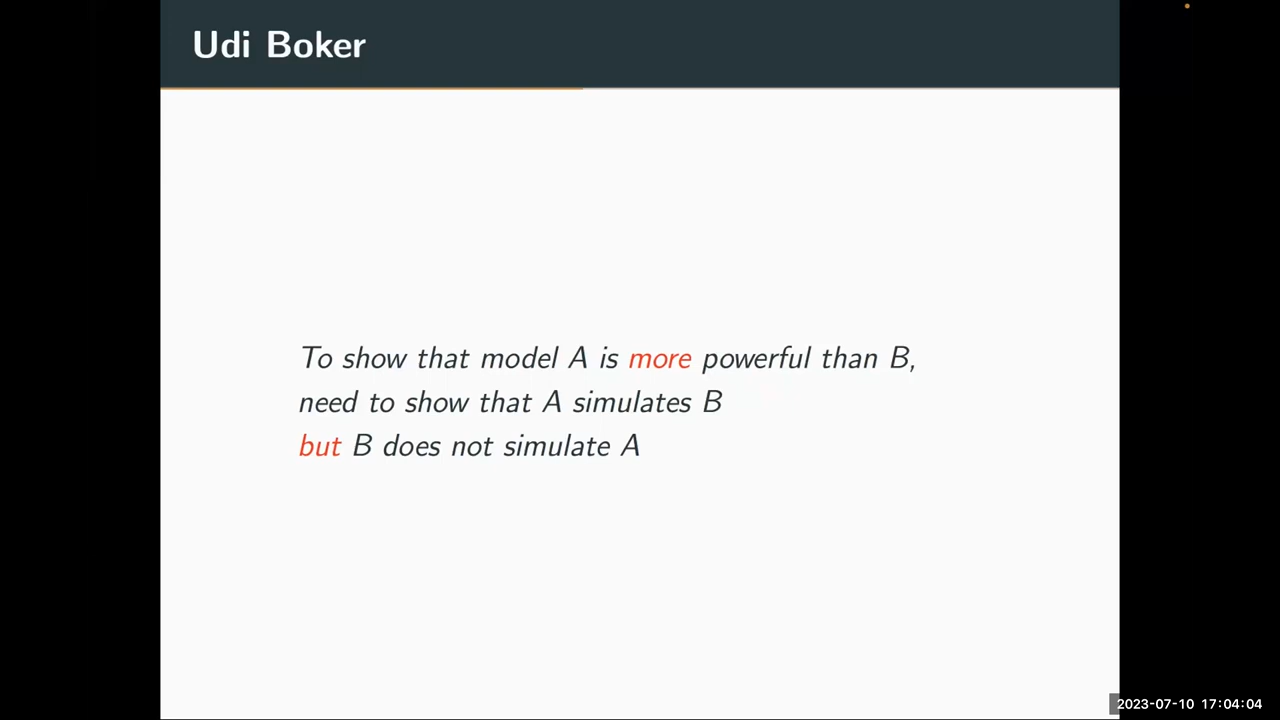 Udi Boker
To show that model A is more powerful than B,
need to show that A simulates B
but B does not simulate A
2023-07-10 17:04:04